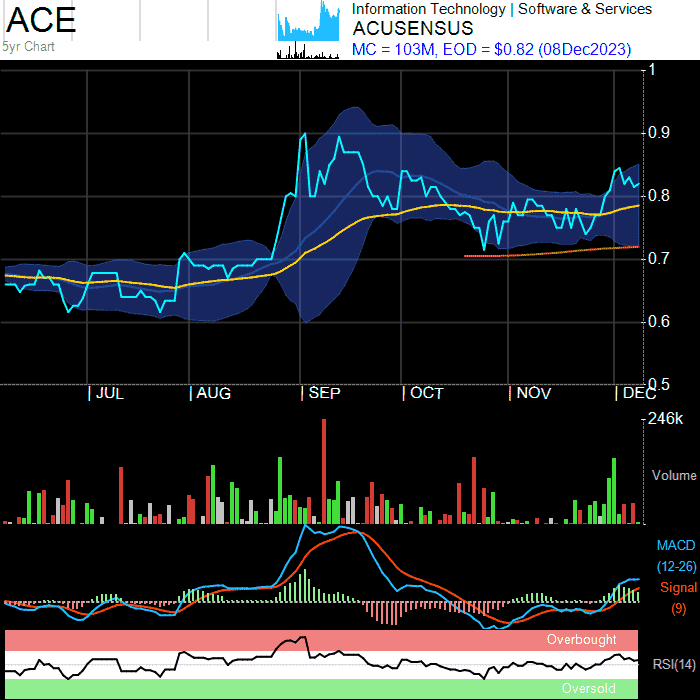 ACE
5yr Chart
Information Technology | Software & Services
ACUSENSUS
MC = 103M, EOD = $0.82 (08Dec2023)
1
0.9
0.8
0.7
0.6
0.5
JUL AUG SEP OCT NOV DEC
246k
Volume
MACD
(12-26)
Signal
(9)
Overbought
RSI(14)
Oversold